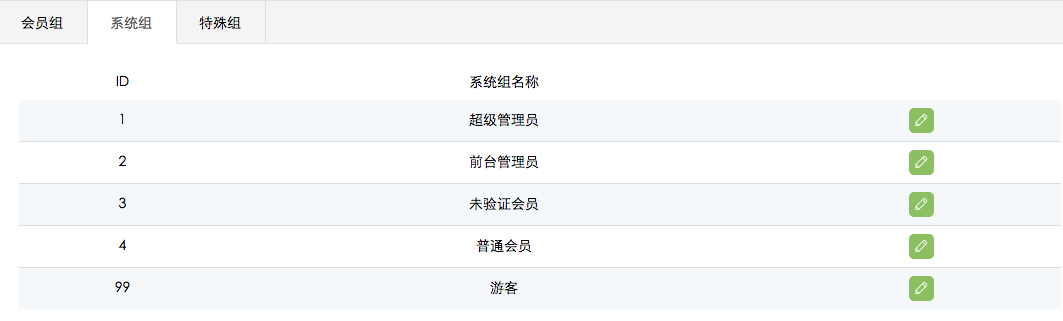 会员组 系统组 特殊组
ID 系统组名称
1 超级管理员
2 前台管理员
3 未验证会员
4 普通会员
99 游客